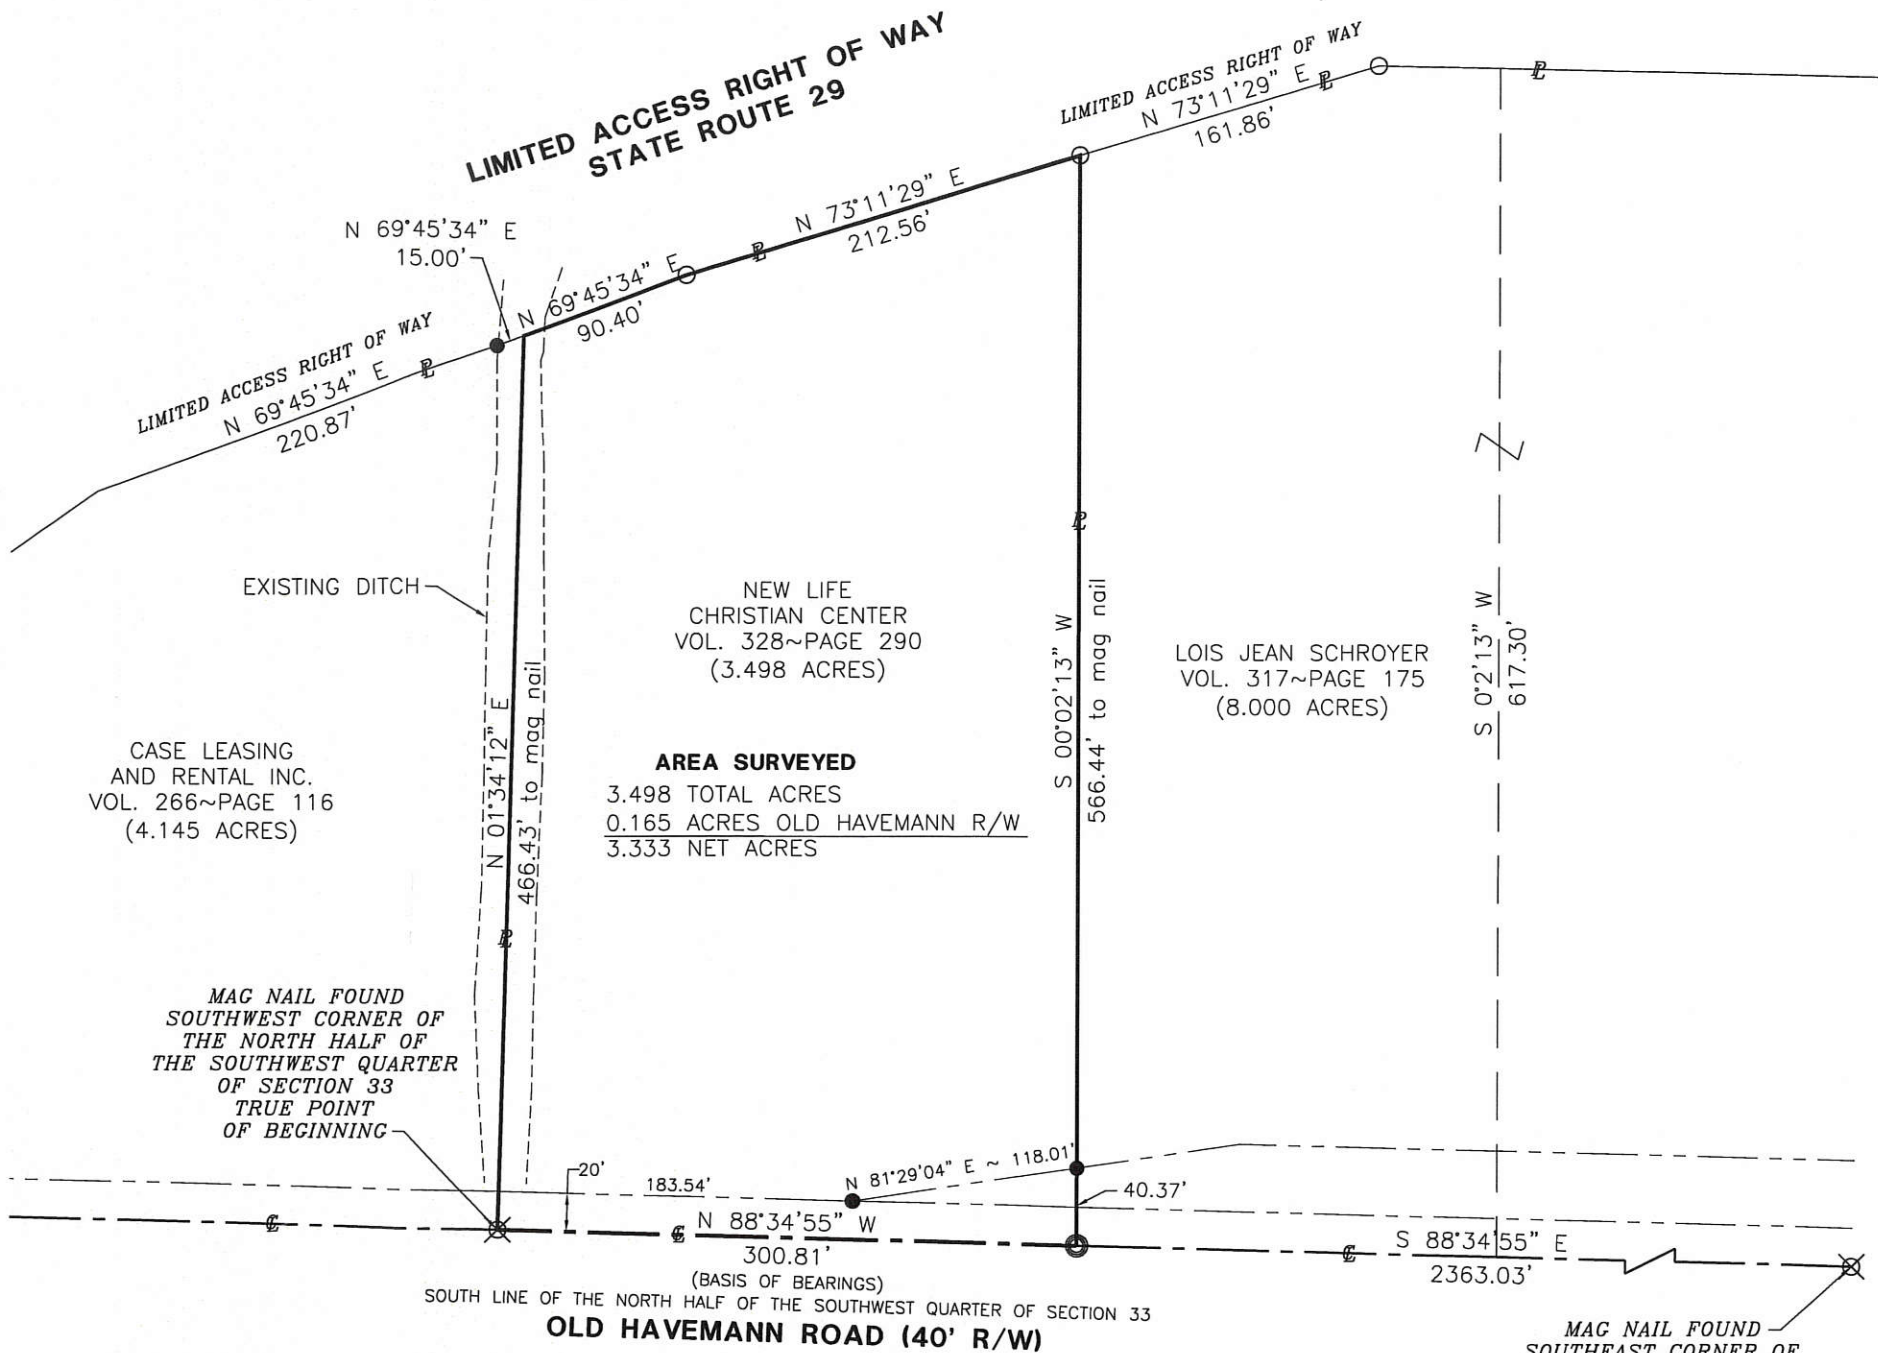 LIMITED ACCESS RIGHT OF WAY
STATE ROUTE 29
LIMITED ACCESS RIGHT OF WAY
N 73°11'29" E
161.86'
N 73°11'29" E
212.56'
N 69°45'34" E
15.00'
N 69°45'34" E
90.40'
LIMITED ACCESS RIGHT OF WAY
N 69°45'34" E
220.87'
EXISTING DITCH
NEW LIFE
CHRISTIAN CENTER
VOL. 328~PAGE 290
(3.498 ACRES)
AREA SURVEYED
3.498 TOTAL ACRES
0.165 ACRES OLD HAVEMANN R/W
3.333 NET ACRES
N 01°34'12" E
466.43' to mag nail
S 00°02'13" W
566.44' to mag nail
LOIS JEAN SCHROYER
VOL. 317~PAGE 175
(8.000 ACRES)
S 0°2'13" W
617.30'
CASE LEASING
AND RENTAL INC.
VOL. 266~PAGE 116
(4.145 ACRES)
MAG NAIL FOUND
SOUTHWEST CORNER OF
THE NORTH HALF OF
THE SOUTHWEST QUARTER
OF SECTION 33
TRUE POINT
OF BEGINNING
20'
183.54'
N 81°29'04" E ~ 118.01'
40.37'
N 88°34'55" W
300.81'
(BASIS OF BEARINGS)
SOUTH LINE OF THE NORTH HALF OF THE SOUTHWEST QUARTER OF SECTION 33
OLD HAVEMANN ROAD (40' R/W)
S 88°34'55" E
2363.03'
MAG NAIL FOUND
SOUTHEAST CORNER OF